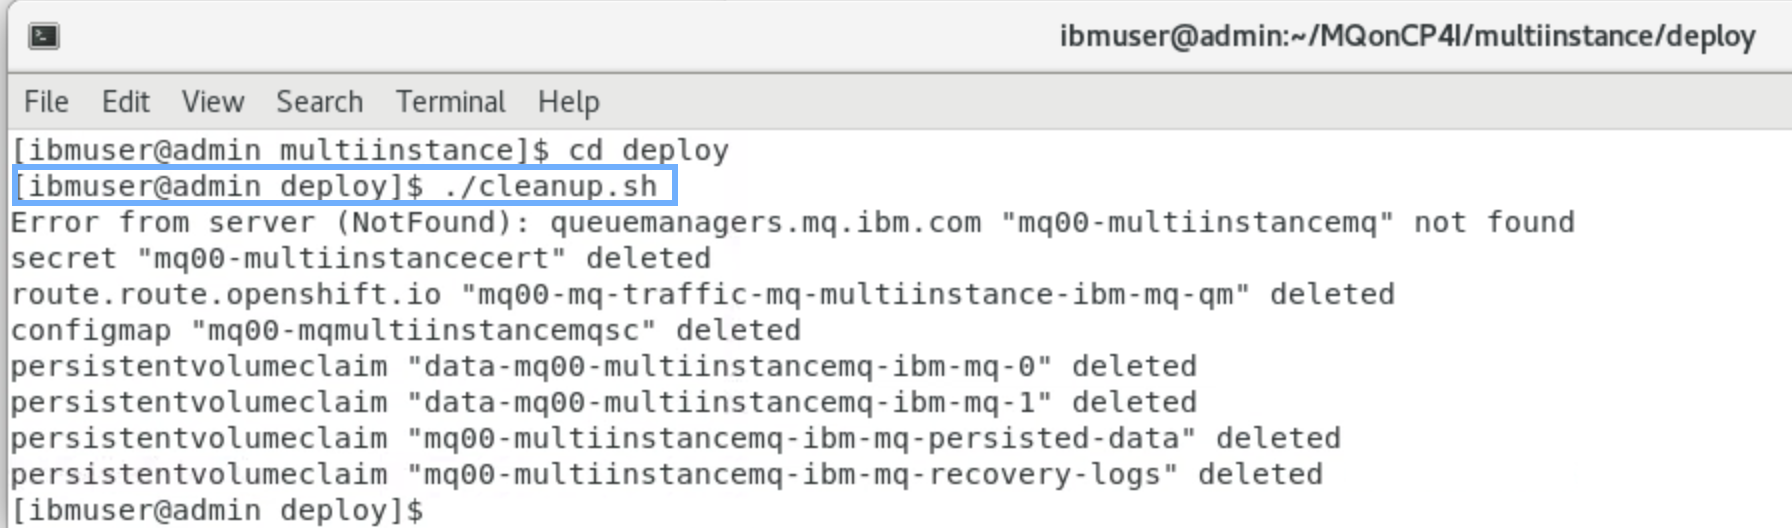 ibmuser@admin:~/MQonCP4I/multiinstance/deploy
File Edit View Search Terminal Help
[ibmuser@admin multiinstance]$ cd deploy
[ibmuser@admin deploy]$ ./cleanup.sh
Error from server (NotFound): queuemanagers.mq.ibm.com "mq00-multiinstancemq" not found
secret "mq00-multiinstancecert" deleted
route.route.openshift.io "mq00-mq-traffic-mq-multiinstance-ibm-mq-qm" deleted
configmap "mq00-mqmultiinstancemqsc" deleted
persistentvolumeclaim "data-mq00-multiinstancemq-ibm-mq-0" deleted
persistentvolumeclaim "data-mq00-multiinstancemq-ibm-mq-1" deleted
persistentvolumeclaim "mq00-multiinstancemq-ibm-mq-persisted-data" deleted
persistentvolumeclaim "mq00-multiinstancemq-ibm-mq-recovery-logs" deleted
[ibmuser@admin deploy]$